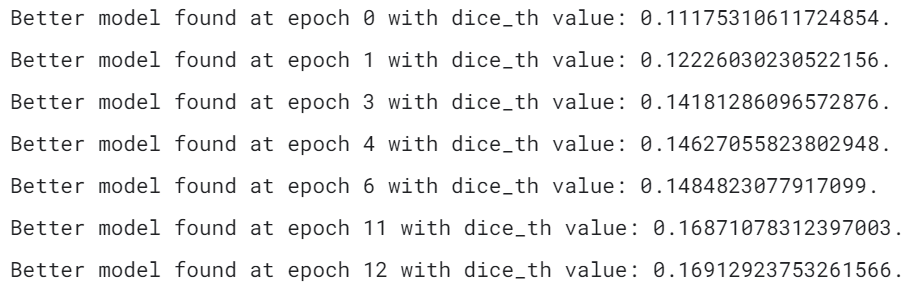 Better model found at epoch 0 with dice_th value: 0.11175310611724854.
Better model found at epoch 1 with dice_th value: 0.12226030230522156.
Better model found at epoch 3 with dice_th value: 0.14181286096572876.
Better model found at epoch 4 with dice_th value: 0.14627055823802948.
Better model found at epoch 6 with dice_th value: 0.1484823077917099.
Better model found at epoch 11 with dice_th value: 0.16871078312397003.
Better model found at epoch 12 with dice_th value: 0.16912923753261566.